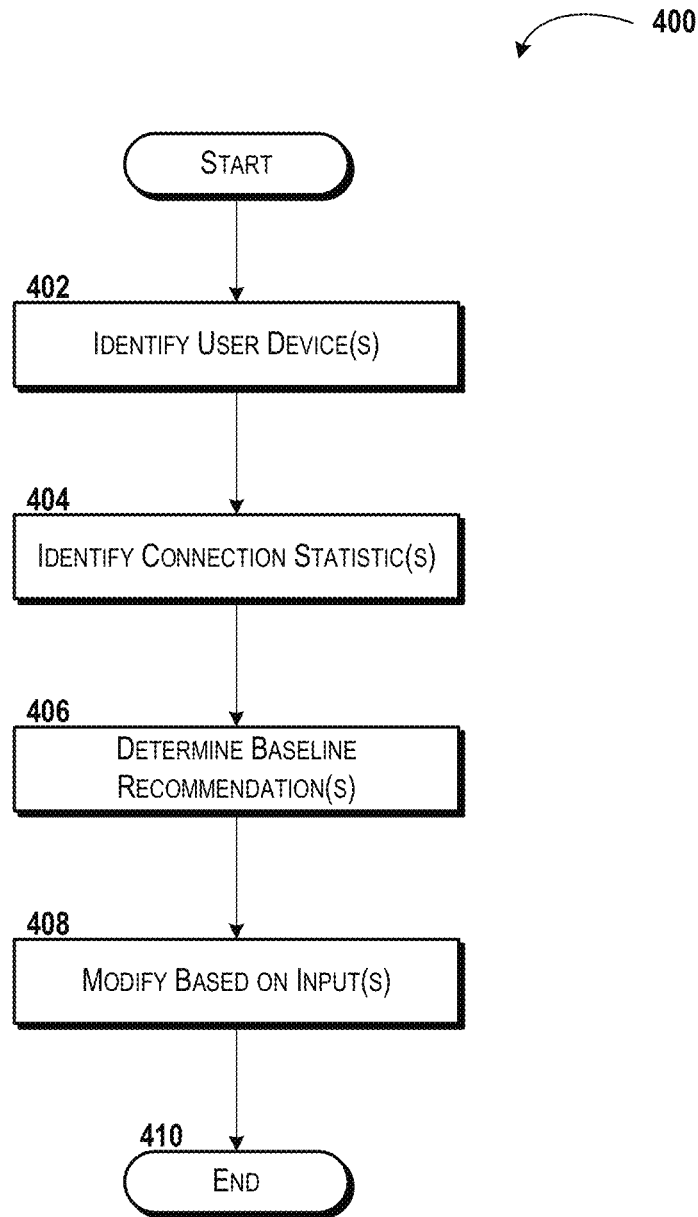 400
START
402
IDENTIFY USER DEVICE(S)
404
IDENTIFY CONNECTION STATISTIC(S)
406
DETERMINE BASELINE
RECOMMENDATION(S)
408
MODIFY BASED ON INPUT(S)
410
END